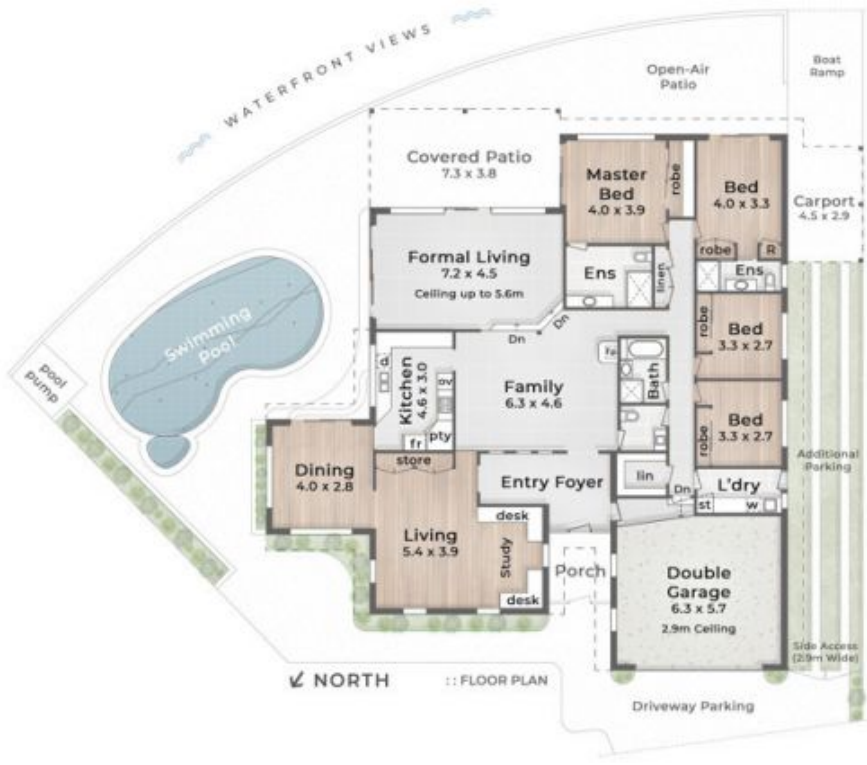 WATERFRONT VIEWS
Boat
Ramp
Open-Air
Patio
Covered Patio
7.3 x 3.8
Master
Bed
4.0 x 3.9
robe
Bed
4.0 x 3.3
Carport
4.5 x 2.9
robe
R
Formal Living
7.2 x 4.5
Ceiling up to 5.6m
Ens
linen
Ens
Swimming
Pool
Dn
Dn
robe
Bed
3.3 x 2.7
pool
pump
d
Kitchen
4.6 x 3.0
ov
Family
6.3 x 4.6
Bath
robe
Bed
3.3 x 2.7
fr
pty
store
Dining
4.0 x 2.8
Entry Foyer
lin
Dn
L'dry
st
w
Additional
Parking
Living
5.4 x 3.9
desk
Study
desk
Porch
Double
Garage
6.3 x 5.7
2.9m Ceiling
Side Access
(2.9m Wide)
NORTH
:: FLOOR PLAN
Driveway Parking